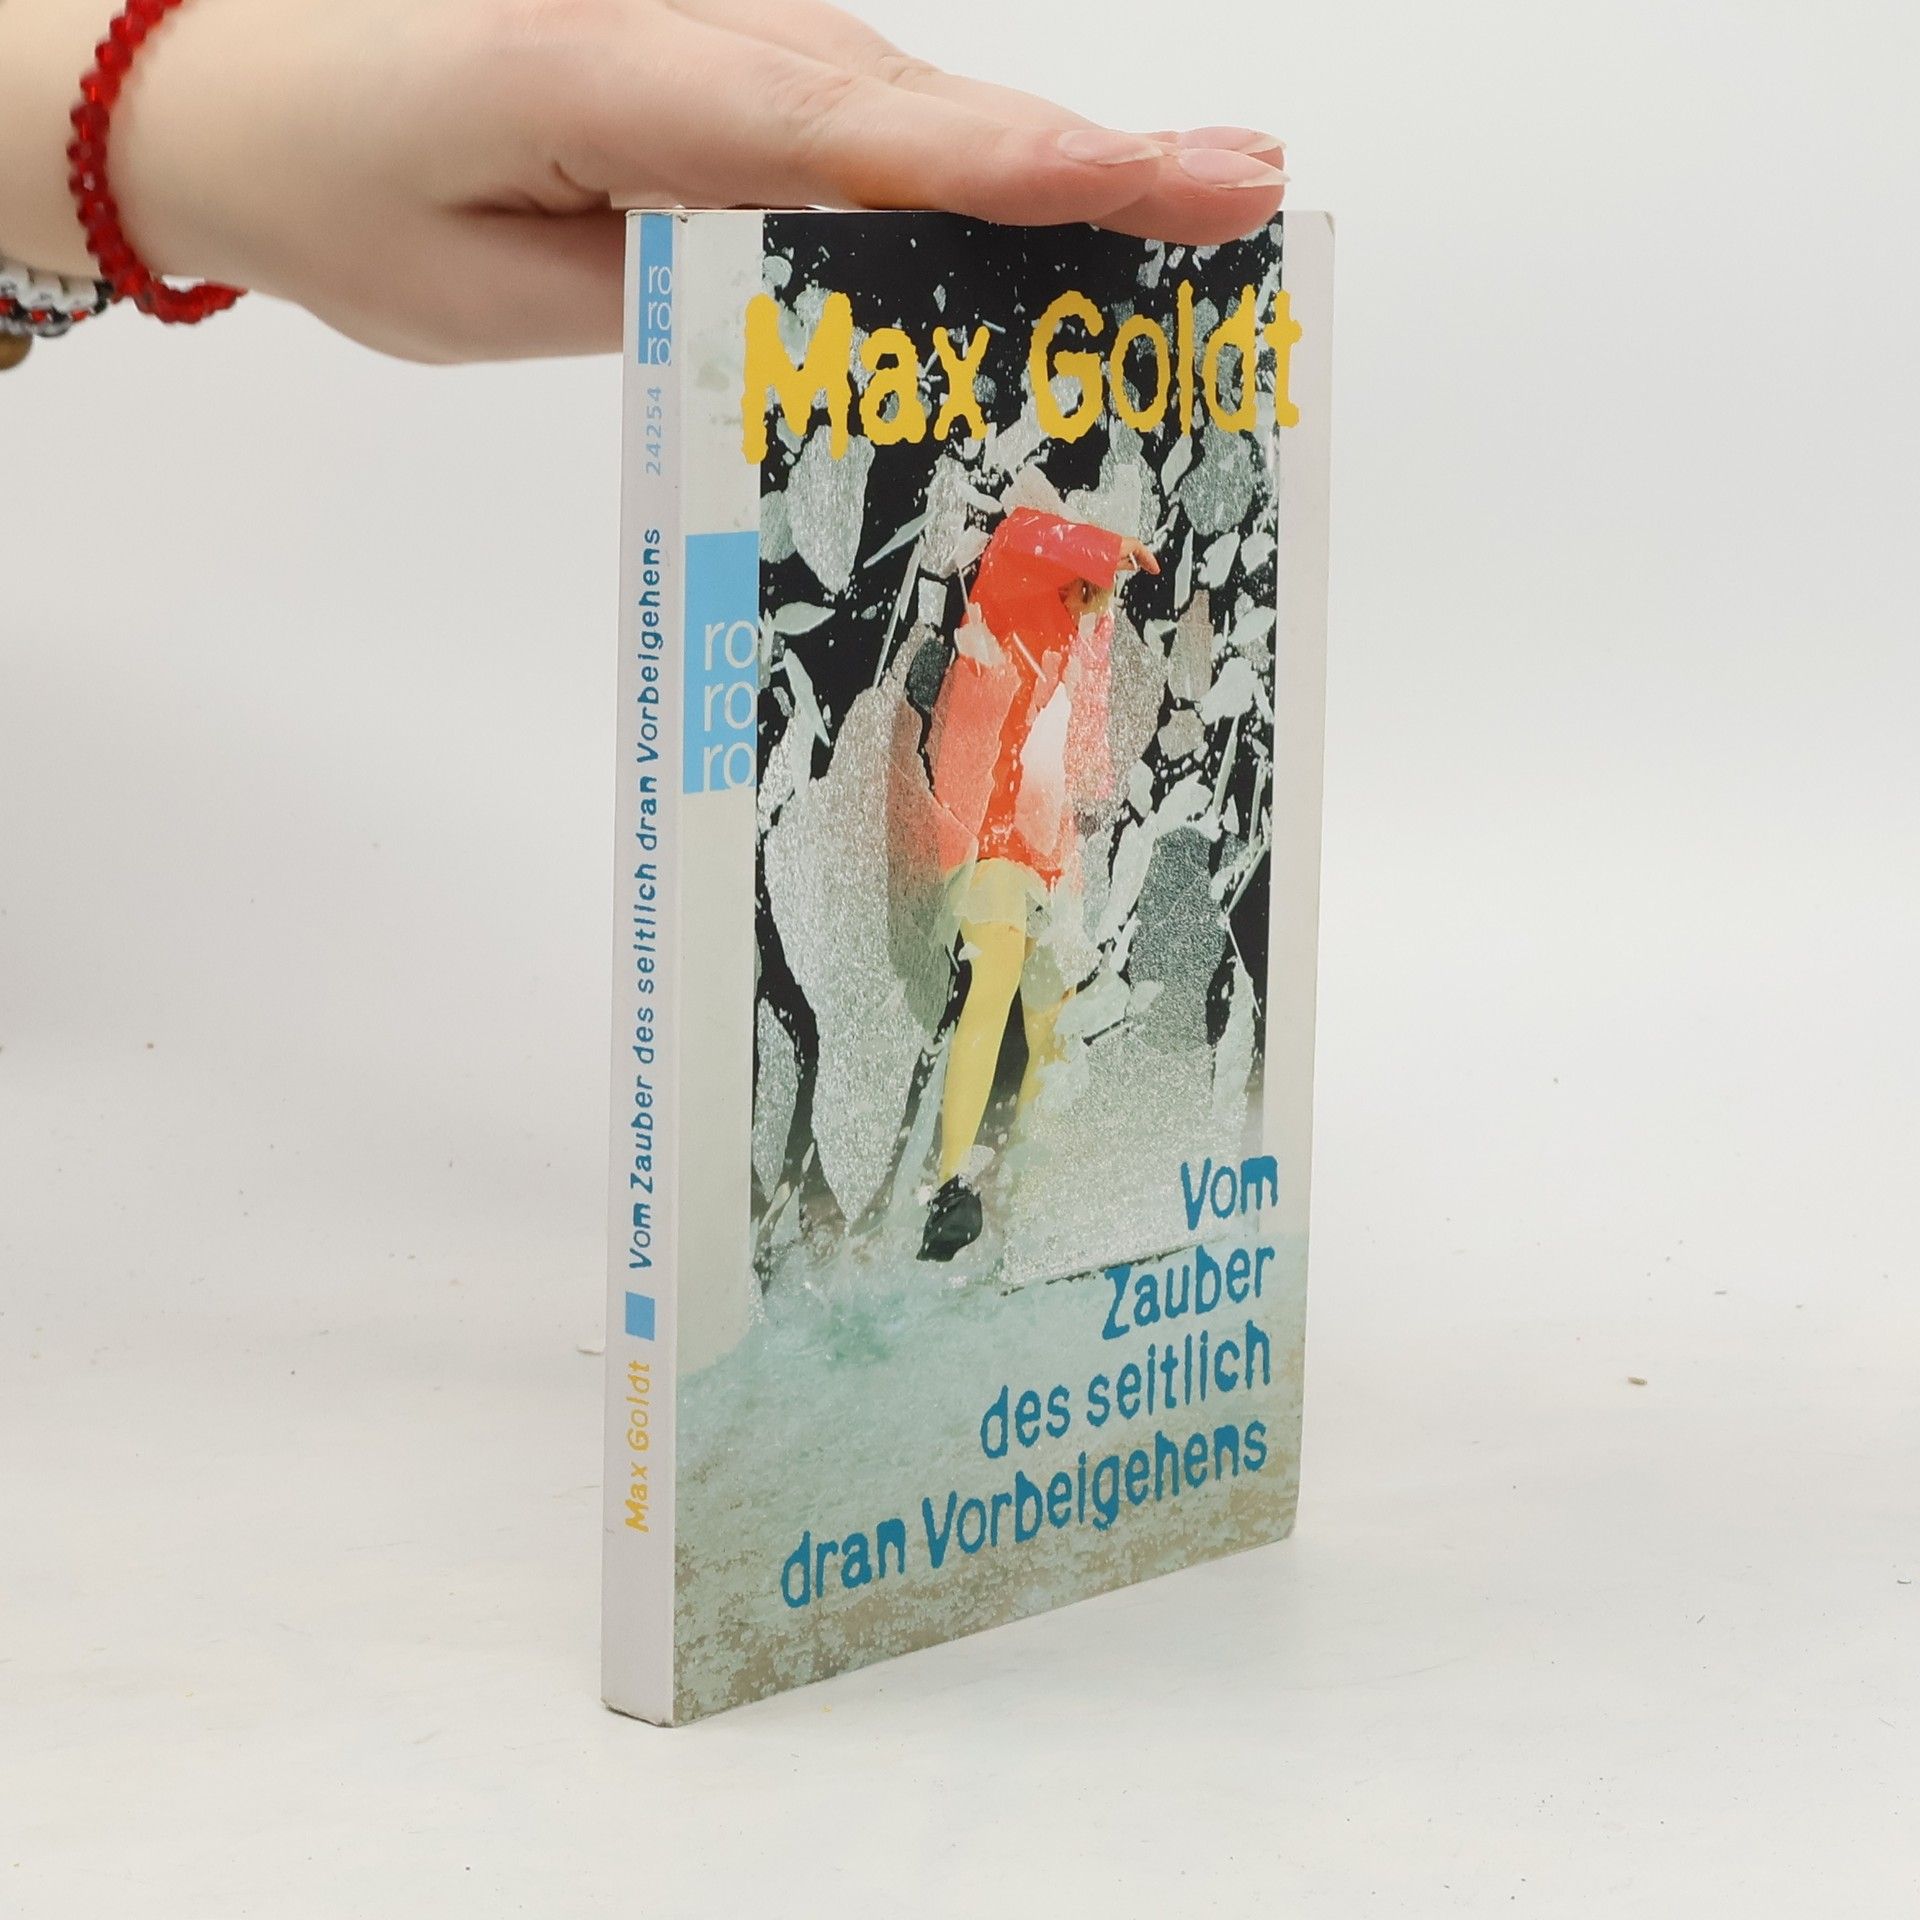 ro
ro
ro
24254
Vom Zauber des seitlich dran Vorbeigehens
Max Goldt
Max Goldt
ro
ro
ro
Vom
Zauber
des seitlich
dran Vorbeigehens